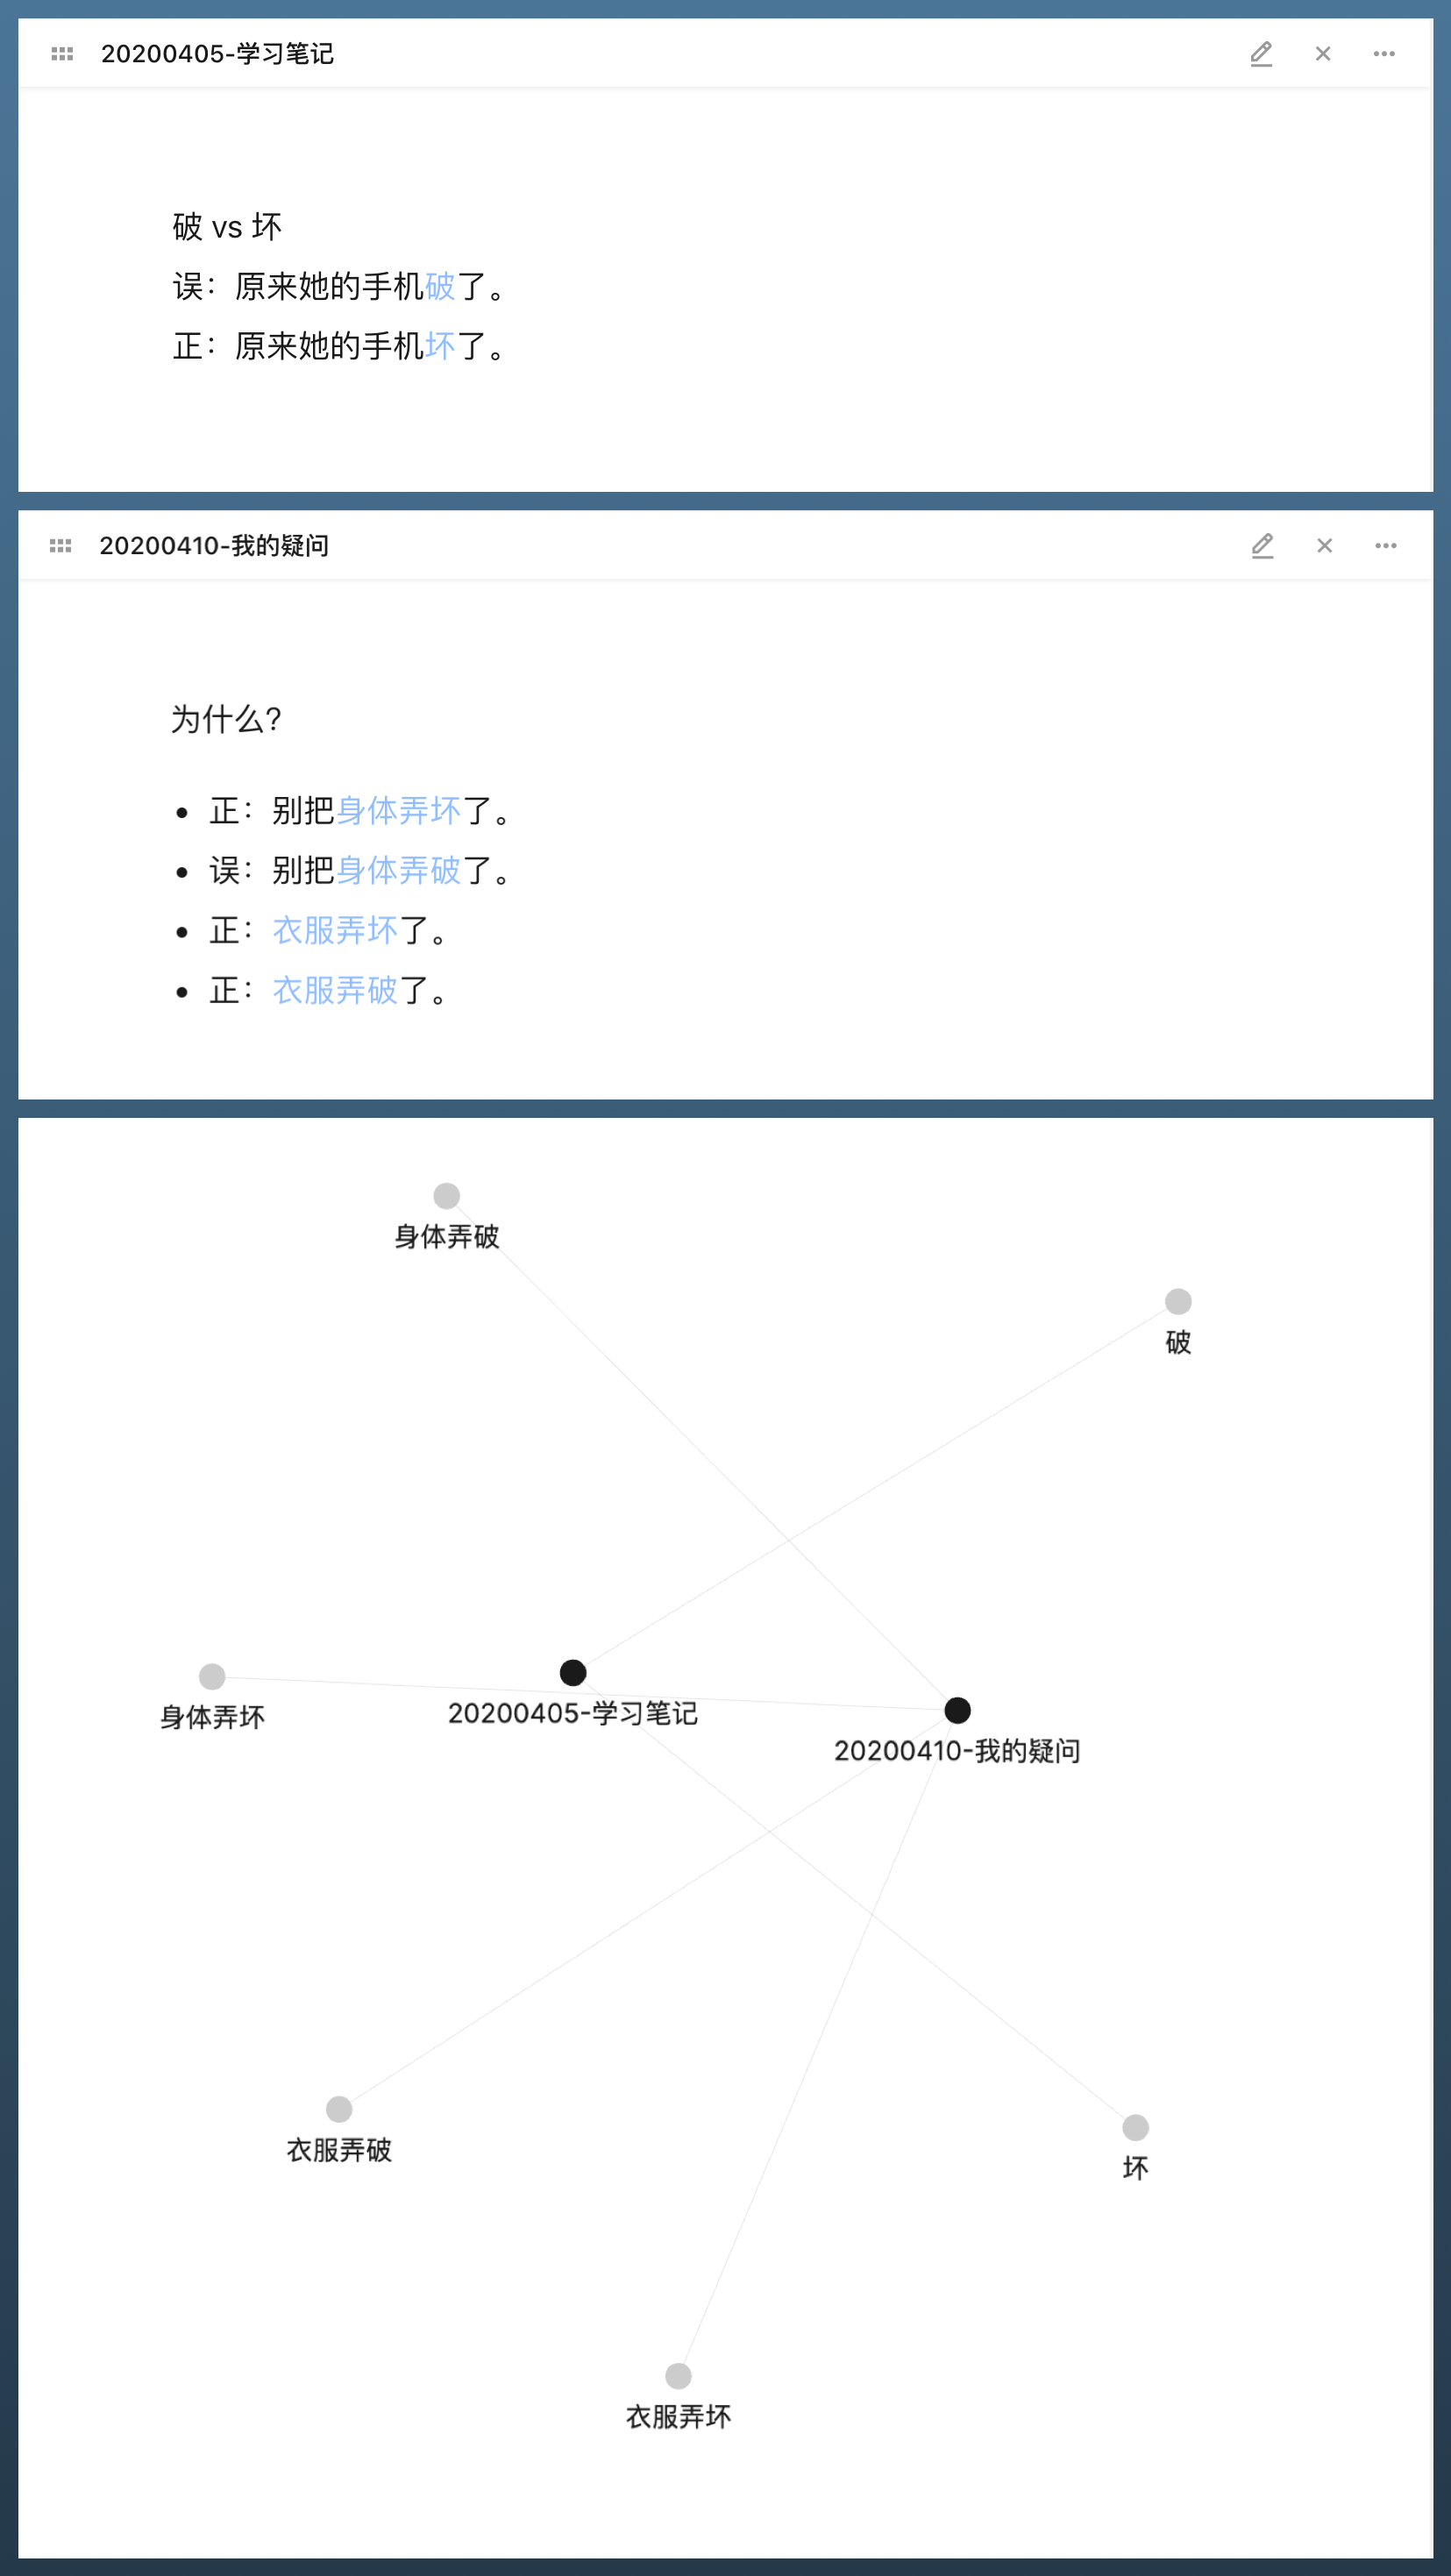 20200405-学习笔记
破 vs 坏
误：原来她的手机破了。
正：原来她的手机坏了。
20200410-我的疑问
为什么?
• 正：别把身体弄坏了。
• 误：别把身体弄破了。
• 正：衣服弄坏了。
• 正：衣服弄破了。
身体弄破
破
身体弄坏
20200405-学习笔记
20200410-我的疑问
衣服弄破
坏
衣服弄坏